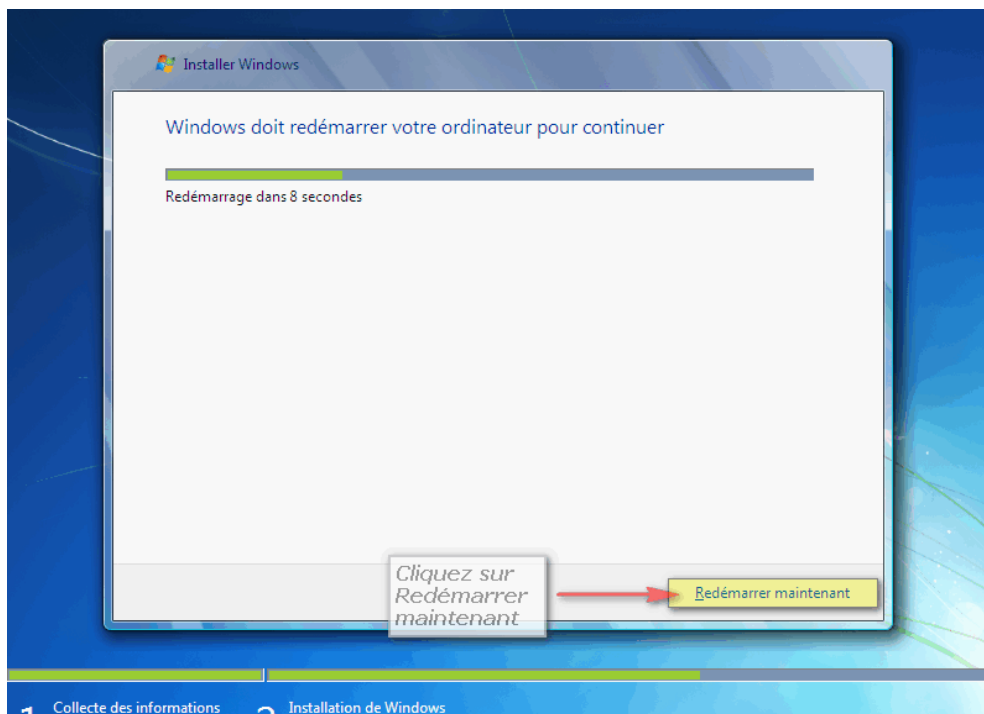 Installer Windows
Windows doit redémarrer votre ordinateur pour continuer
Redémarrage dans 8 secondes
Cliquez sur
Redémarrer
maintenant
Redémarrer maintenant
1 Collecte des informations
2 Installation de Windows